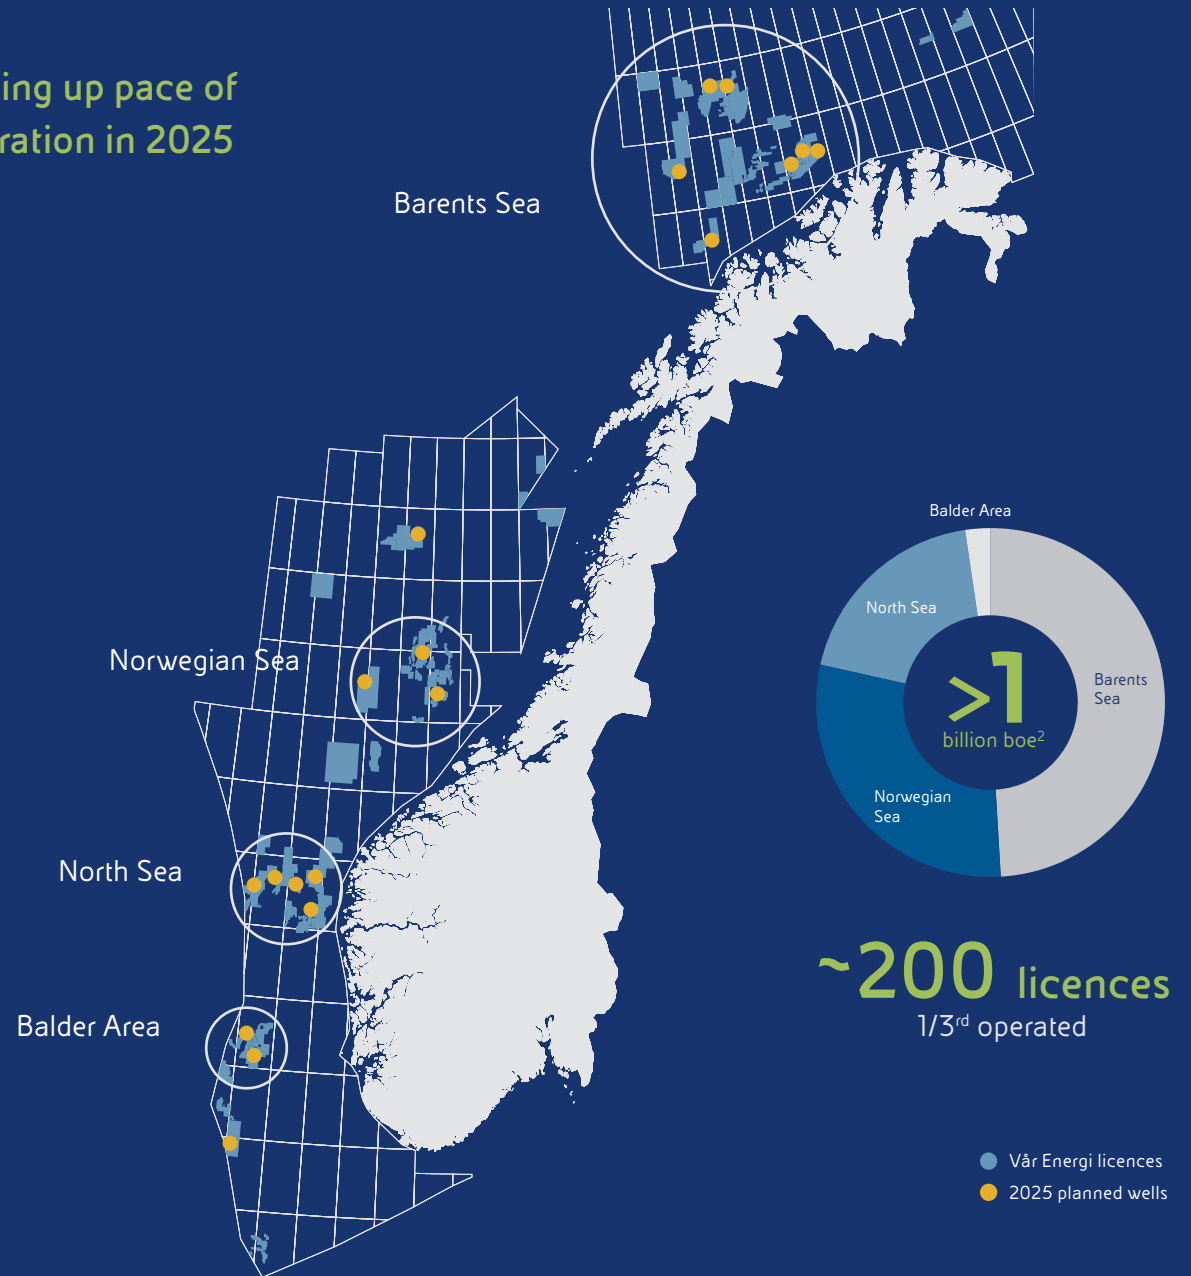 ing up pace of
ration in 2025
Barents Sea
Norwegian Sea
North Sea
Balder Area
Balder Area
North Sea
Barents
Sea
>1
billion boe²
Norwegian
Sea
~200 licences
1/3rd operated
Vår Energi licences
2025 planned wells